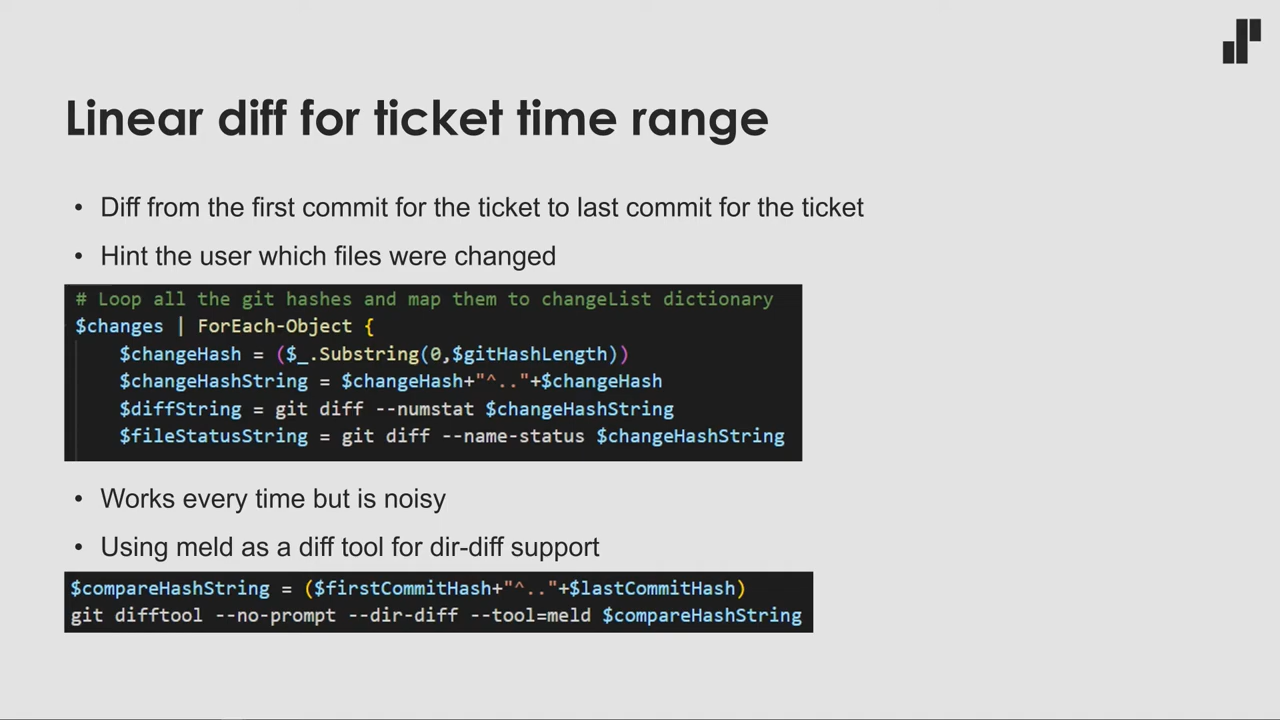 Linear diff for ticket time range
• Diff from the first commit for the ticket to last commit for the ticket
• Hint the user which files were changed
# Loop all the git hashes and map them to changeList dictionary
$changes | ForEach-Object {
$changeHash = ($_.Substring(0,$gitHashLength))
$changeHashString = $changeHash+"^.."+$changeHash
$diffString = git diff --numstat $changeHashString
$fileStatusString = git diff --name-status $changeHashString
• Works every time but is noisy
• Using meld as a diff tool for dir-diff support
$compareHashString = ($firstCommitHash+"^.."+$lastCommitHash)
git difftool --no-prompt --dir-diff --tool=meld $compareHashString